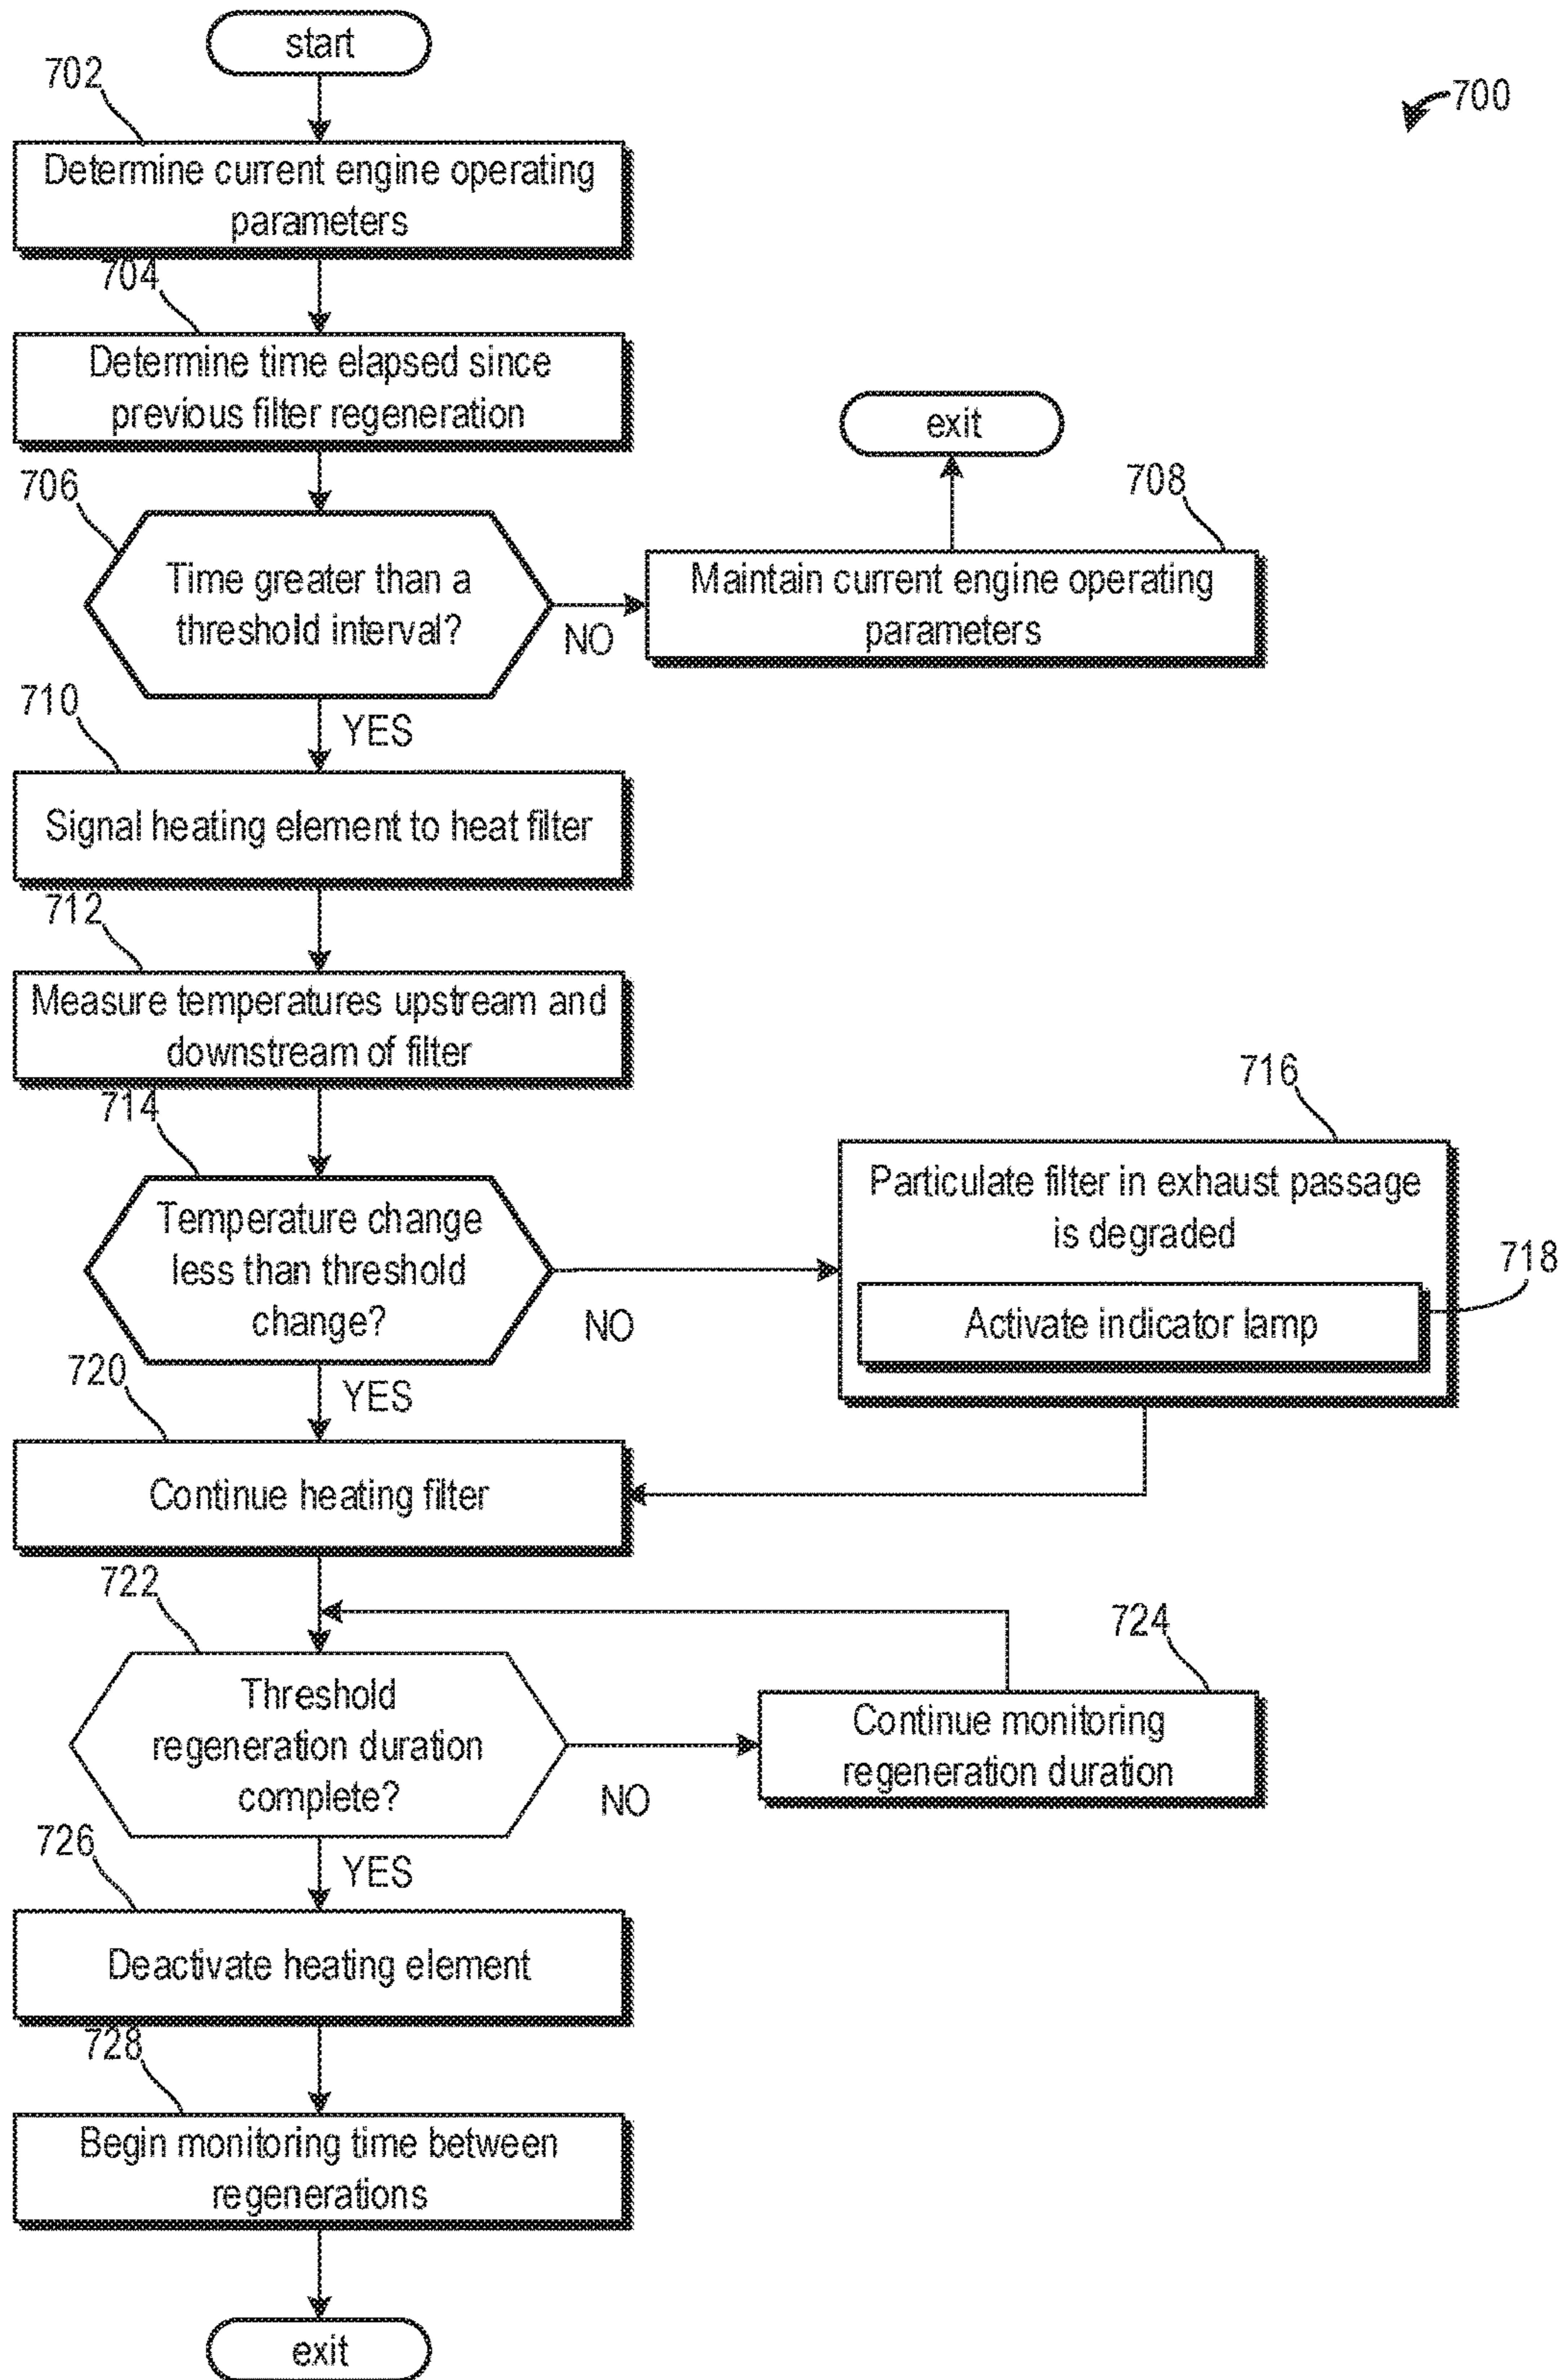 start
702
700
Determine current engine operating
parameters
704
Determine time elapsed since
previous filter regeneration
exit
706
708
Time greater than a
threshold interval?
NO
Maintain current engine operating
parameters
710
YES
Signal heating element to heat filter
712
Measure temperatures upstream and
downstream of filter
714
716
Temperature change
less than threshold
change?
NO
Particulate filter in exhaust passage
is degraded
718
Activate indicator lamp
720
YES
Continue heating filter
722
724
Threshold
regeneration duration
complete?
NO
Continue monitoring
regeneration duration
726
YES
Deactivate heating element
728
Begin monitoring time between
regenerations
exit